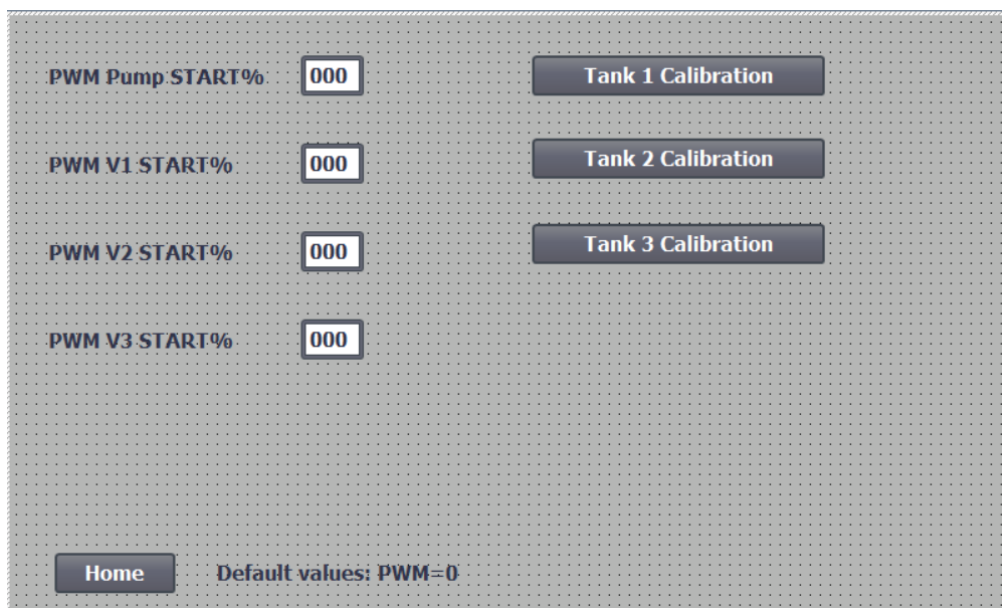 PWM Pump START% 000 Tank 1 Calibration
PWM V1 START% 000 Tank 2 Calibration
PWM V2 START% 000 Tank 3 Calibration
PWM V3 START% 000
Home Default values: PWM=0